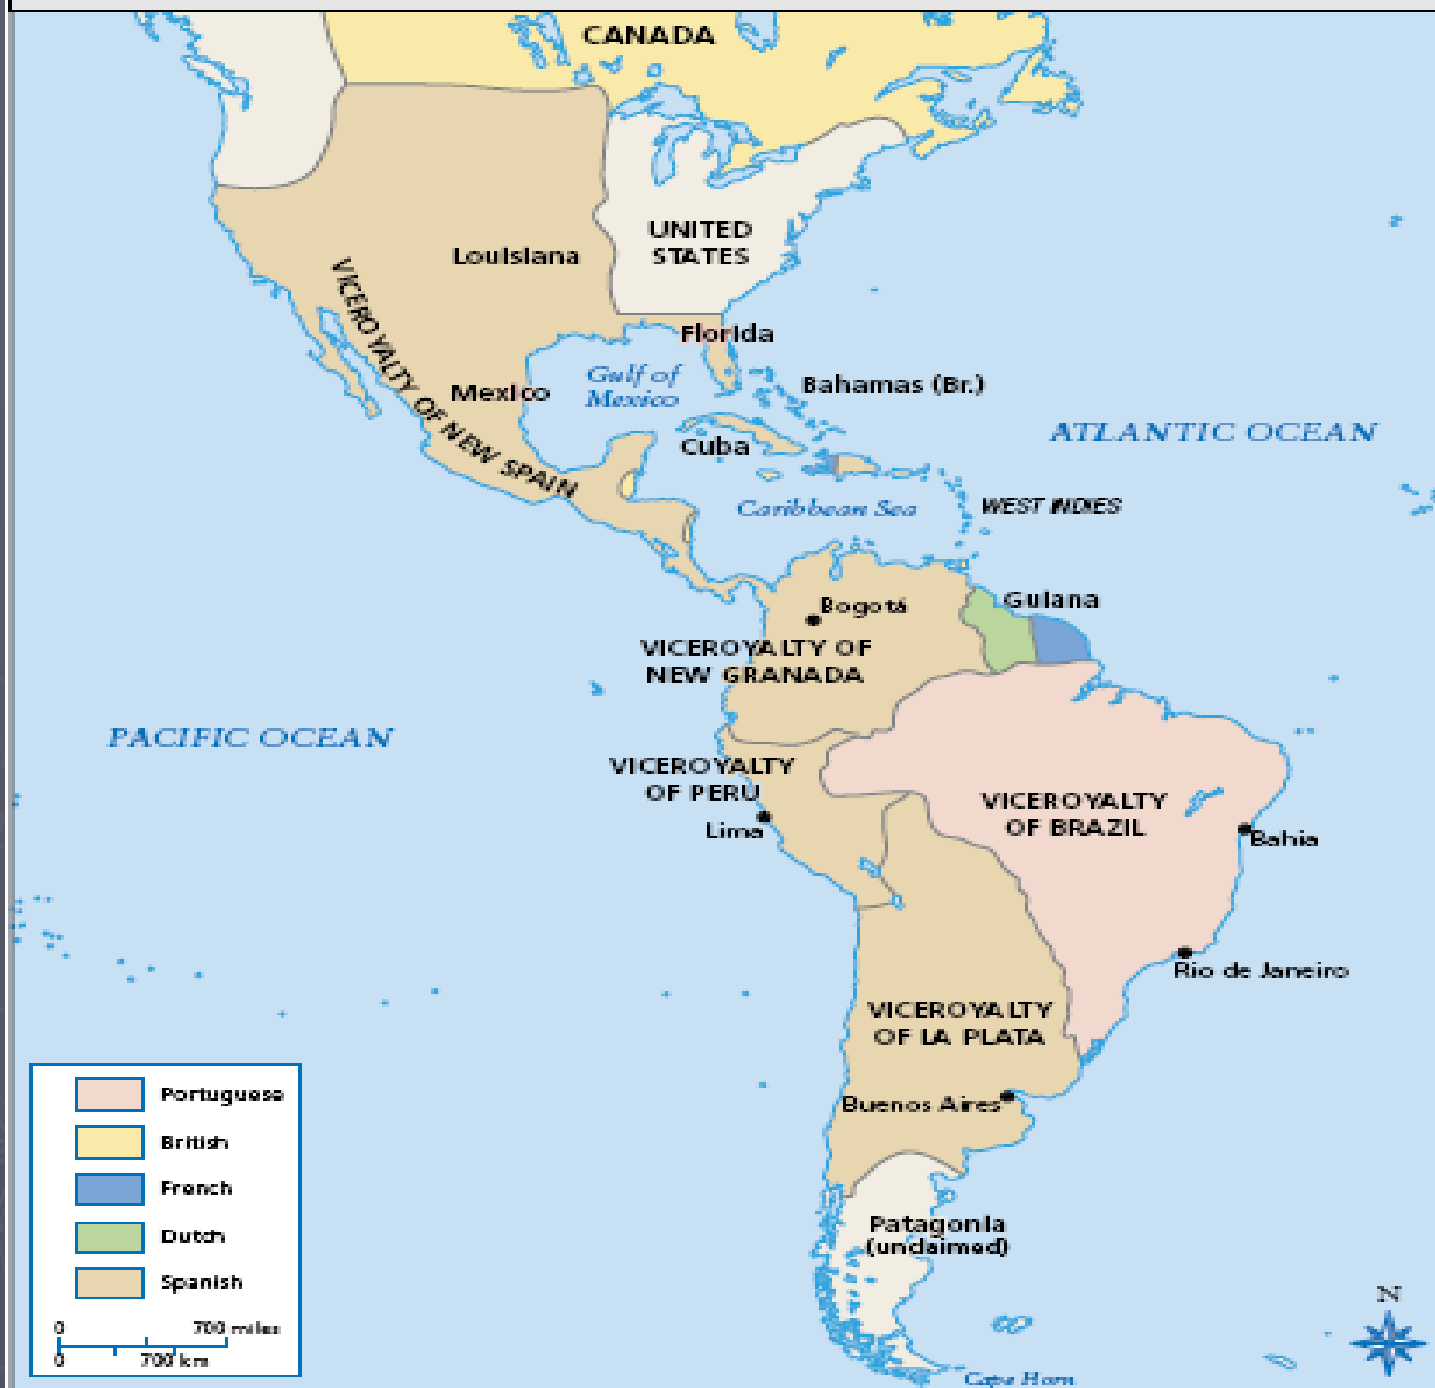 CANADA
UNITED
STATES
Louisiana
VICEROYALTY OF NEW SPAIN
Florida
Gulf of
Mexico
Mexico
Bahamas (Br.)
ATLANTIC OCEAN
Cuba
Caribbean Sea
WEST INDIES
Guiana
Bogotá
VICEROYALTY OF
NEW GRANADA
PACIFIC OCEAN
VICEROYALTY
OF PERU
Lima
VICEROYALTY
OF BRAZIL
Bahia
Rio de Janeiro
VICEROYALTY
OF LA PLATA
Buenos Aires
Patagonia
(unclaimed)
Cape Horn
N
Portuguese
British
French
Dutch
Spanish
0 700 miles
0 700 km